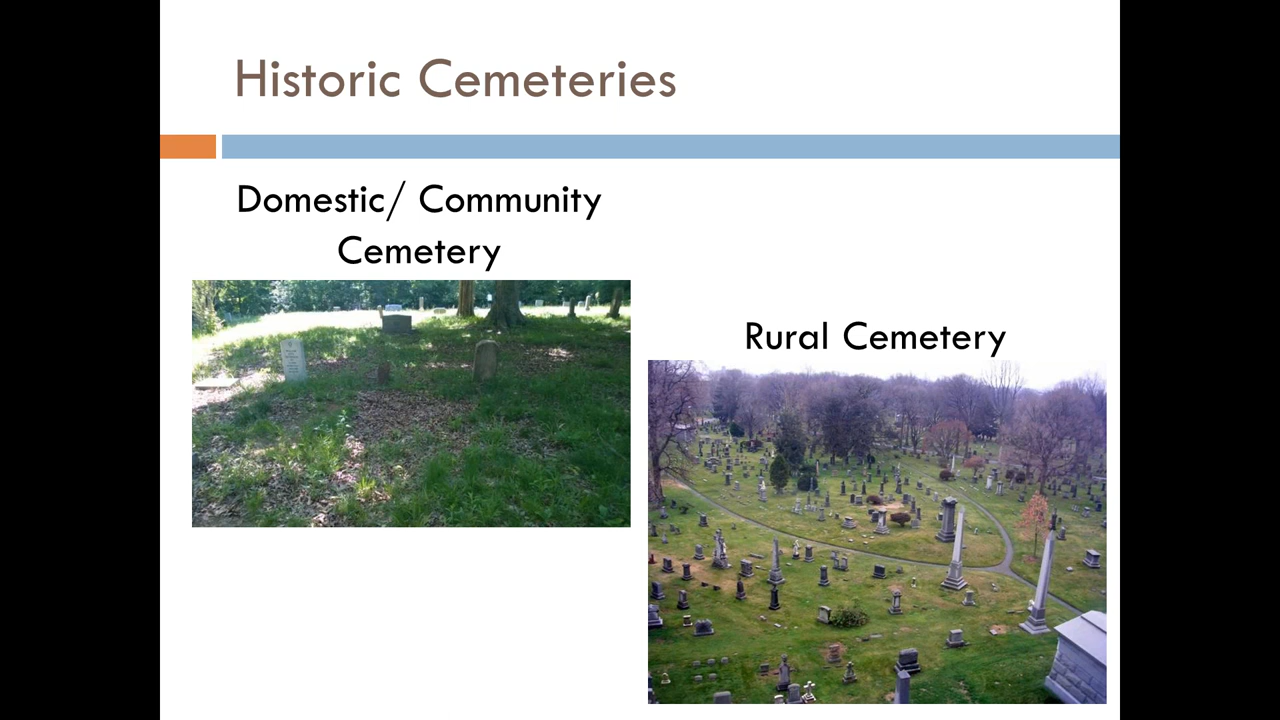 Historic Cemeteries
Domestic/ Community
Cemetery
Rural Cemetery